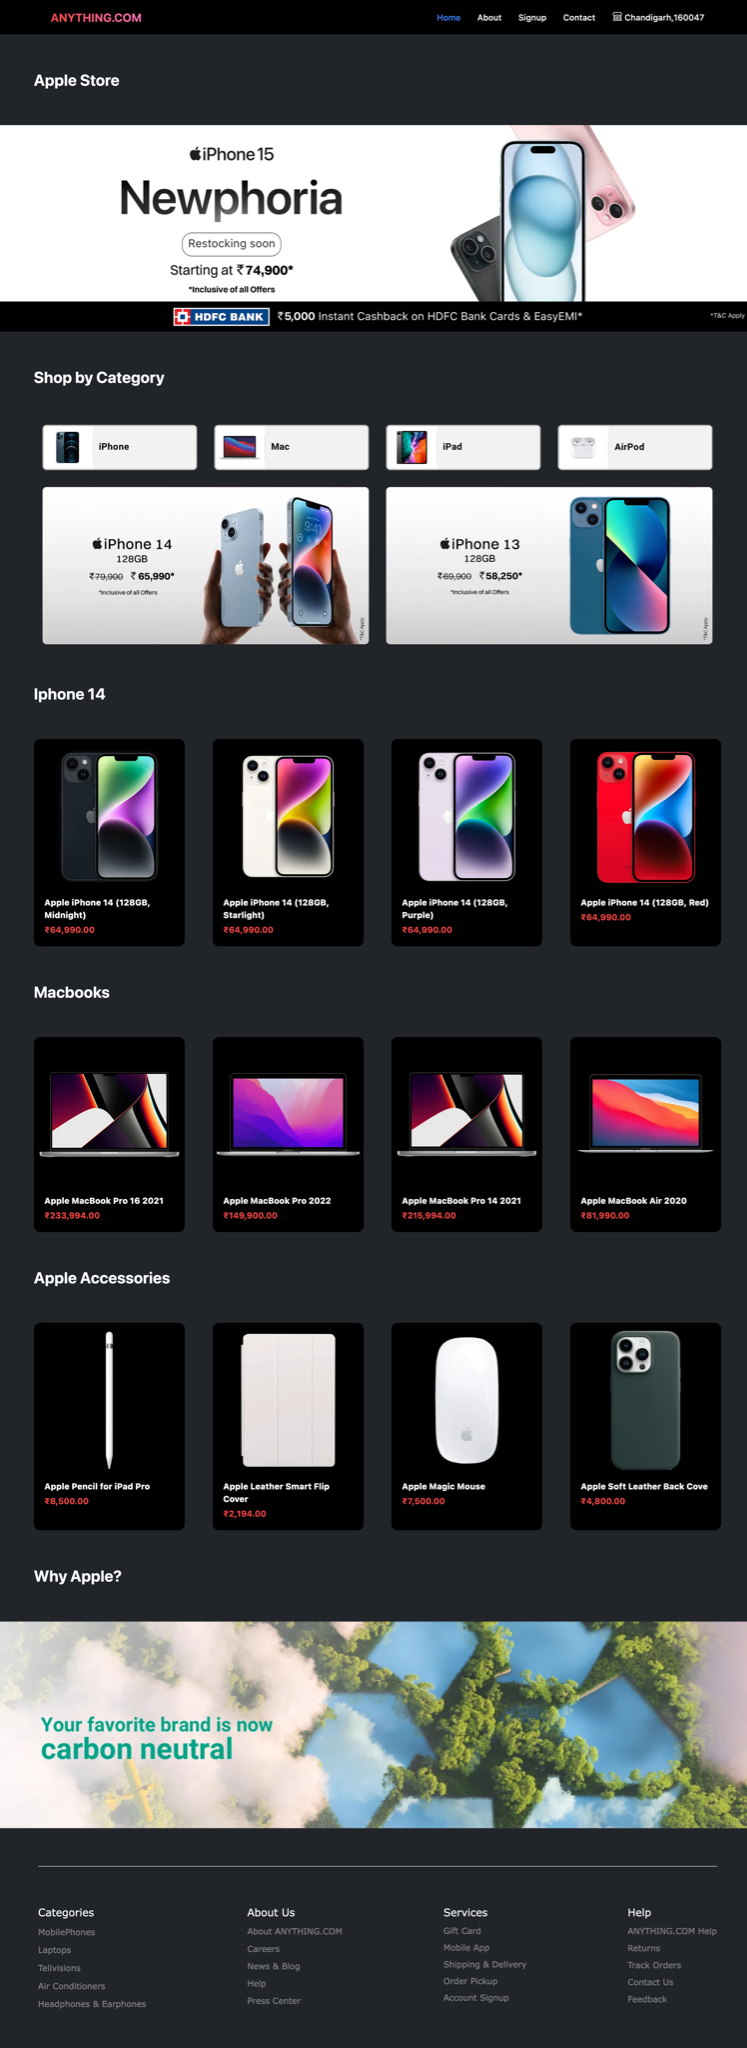 ANYTHING.COM
Home About Signup Contact Chandigarh,160047
Apple Store
iPhone 15
Newphoria
Restocking soon
Starting at ₹74,900*
*Inclusive of all Offers
HDFC BANK ₹5,000 Instant Cashback on HDFC Bank Cards & EasyEMI*
*T&C Apply
Shop by Category
iPhone
Mac
iPad
AirPod
iPhone 14
128GB
₹79,900 ₹65,990*
*Inclusive of all Offers
*T&C Apply
iPhone 13
128GB
₹69,900 ₹58,250*
*Inclusive of all Offers
*T&C Apply
Iphone 14
Apple iPhone 14 (128GB,
Midnight)
₹64,990.00
Apple iPhone 14 (128GB,
Starlight)
₹64,990.00
Apple iPhone 14 (128GB,
Purple)
₹64,990.00
Apple iPhone 14 (128GB, Red)
₹64,990.00
Macbooks
Apple MacBook Pro 16 2021
₹233,994.00
Apple MacBook Pro 2022
₹149,900.00
Apple MacBook Pro 14 2021
₹215,994.00
Apple MacBook Air 2020
₹81,990.00
Apple Accessories
Apple Pencil for iPad Pro
₹8,500.00
Apple Leather Smart Flip
Cover
₹2,194.00
Apple Magic Mouse
₹7,500.00
Apple Soft Leather Back Cove
₹4,800.00
Why Apple?
Your favorite brand is now
carbon neutral
Categories
MobilePhones
Laptops
Telivisions
Air Conditioners
Headphones & Earphones
About Us
About ANYTHING.COM
Careers
News & Blog
Help
Press Center
Services
Gift Card
Mobile App
Shipping & Delivery
Order Pickup
Account Signup
Help
ANYTHING.COM Help
Returns
Track Orders
Contact Us
Feedback